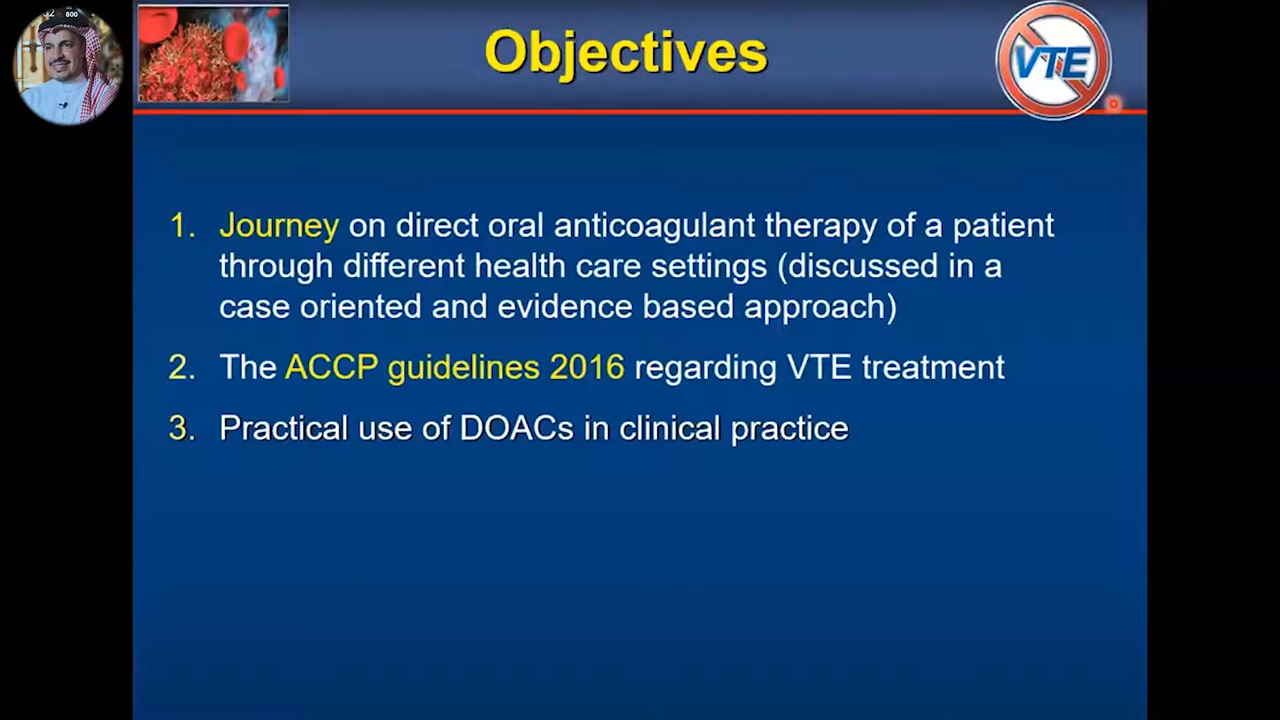 800
Objectives
VTE
1. Journey on direct oral anticoagulant therapy of a patient
through different health care settings (discussed in a
case oriented and evidence based approach)
2. The ACCP guidelines 2016 regarding VTE treatment
3. Practical use of DOACs in clinical practice